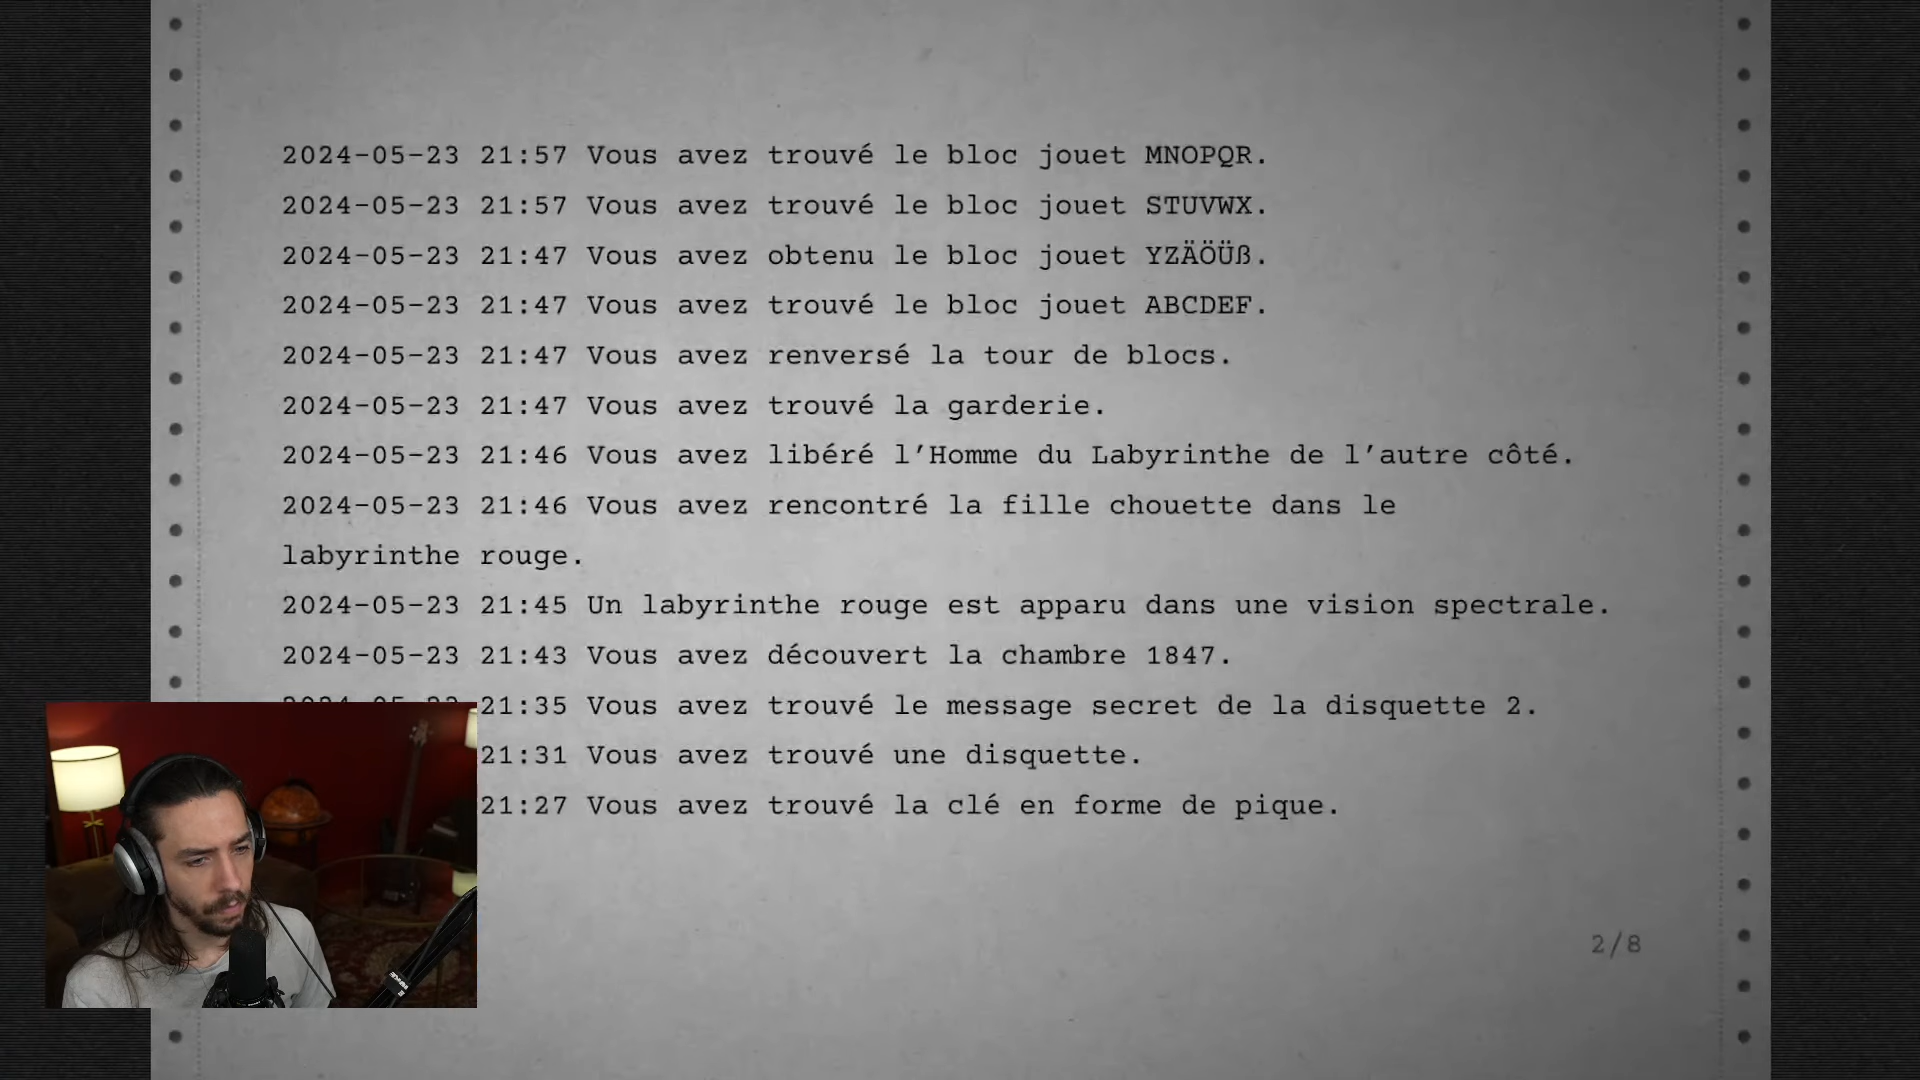 2024-05-23 21:57 Vous avez trouvé le bloc jouet MNOPQR.
2024-05-23 21:57 Vous avez trouvé le bloc jouet STUVWX.
2024-05-23 21:47 Vous avez obtenu le bloc jouet YZÄÖÜß.
2024-05-23 21:47 Vous avez trouvé le bloc jouet ABCDEF.
2024-05-23 21:47 Vous avez renversé la tour de blocs.
2024-05-23 21:47 Vous avez trouvé la garderie.
2024-05-23 21:46 Vous avez libéré l’Homme du Labyrinthe de l’autre côté.
2024-05-23 21:46 Vous avez rencontré la fille chouette dans le
labyrinthe rouge.
2024-05-23 21:45 Un labyrinthe rouge est apparu dans une vision spectrale.
2024-05-23 21:43 Vous avez découvert la chambre 1847.
21:35 Vous avez trouvé le message secret de la disquette 2.
21:31 Vous avez trouvé une disquette.
21:27 Vous avez trouvé la clé en forme de pique.
2/8